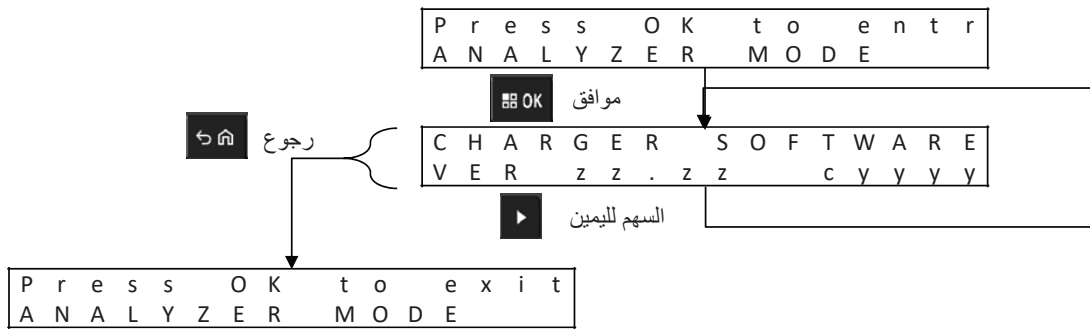 Press OK to entr
ANALYZER MODE
OK موافق
رجوع
CHARGER SOFTWARE
VER zz.zz cyyyy
السهم لليمين
Press OK to exit
ANALYZER MODE